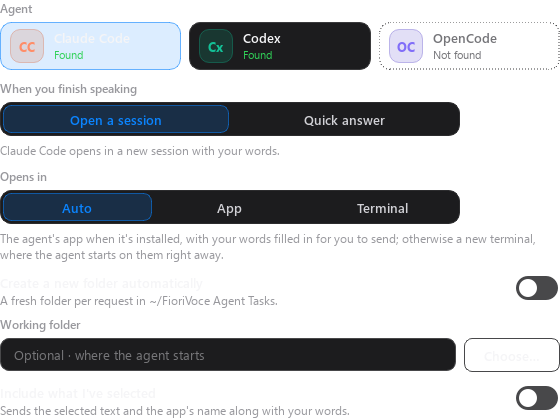 Agent
CC Claude Code
Found
Cx Codex
Found
OC OpenCode
Not found
When you finish speaking
Open a session Quick answer
Claude Code opens in a new session with your words.
Opens in
Auto App Terminal
The agent's app when it's installed, with your words filled in for you to send; otherwise a new terminal,
where the agent starts on them right away.
Create a new folder automatically
A fresh folder per request in ~/FioriVoce Agent Tasks.
Working folder
Optional · where the agent starts Choose...
Include what I've selected
Sends the selected text and the app's name along with your words.